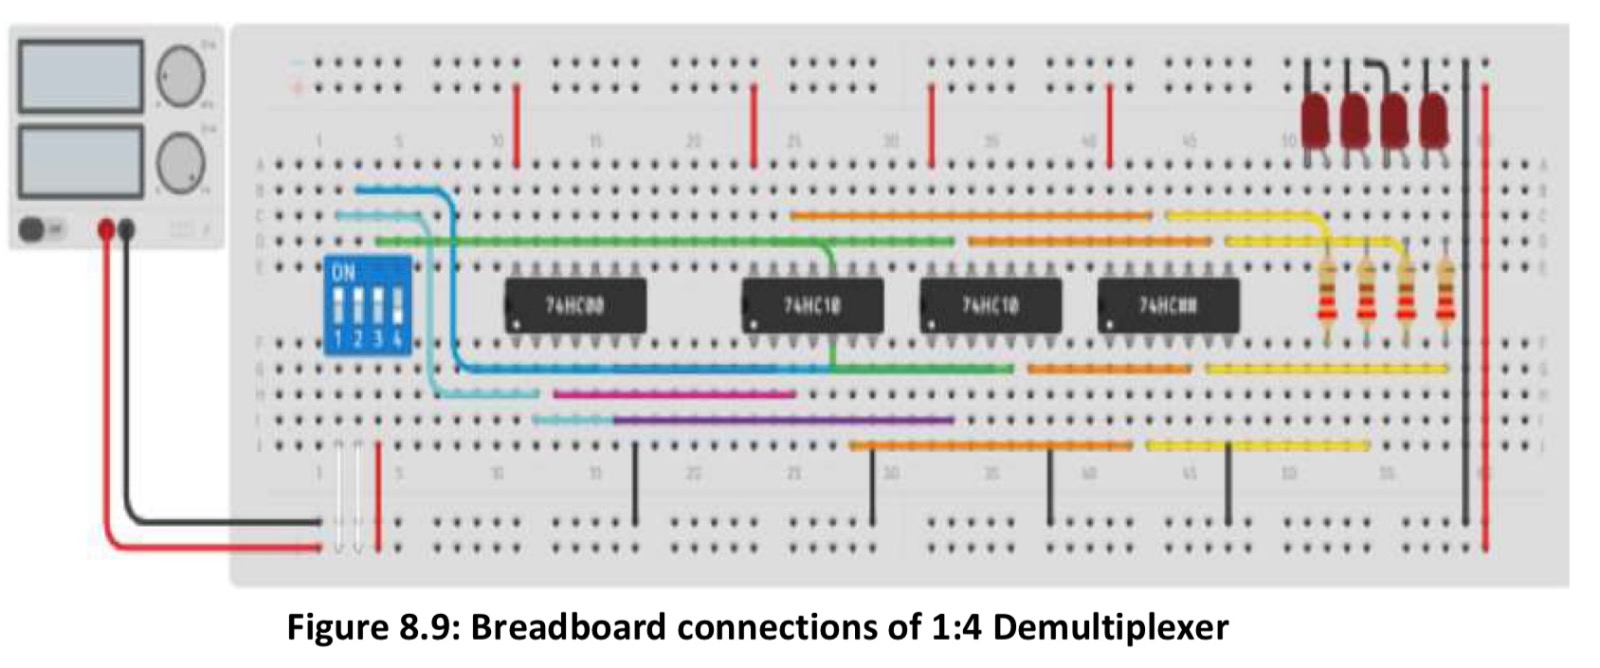 1 5 10 15 20 25 30 35 40 45 50 60
A A
B B
C C
D D
E E
ON
1 2 3 4
74HC00 74HC10 74HC10
F F
G G
H H
I I
J J
1 5 10 15 20 25 30 35 40 45 50 55 60
Figure 8.9: Breadboard connections of 1:4 Demultiplexer